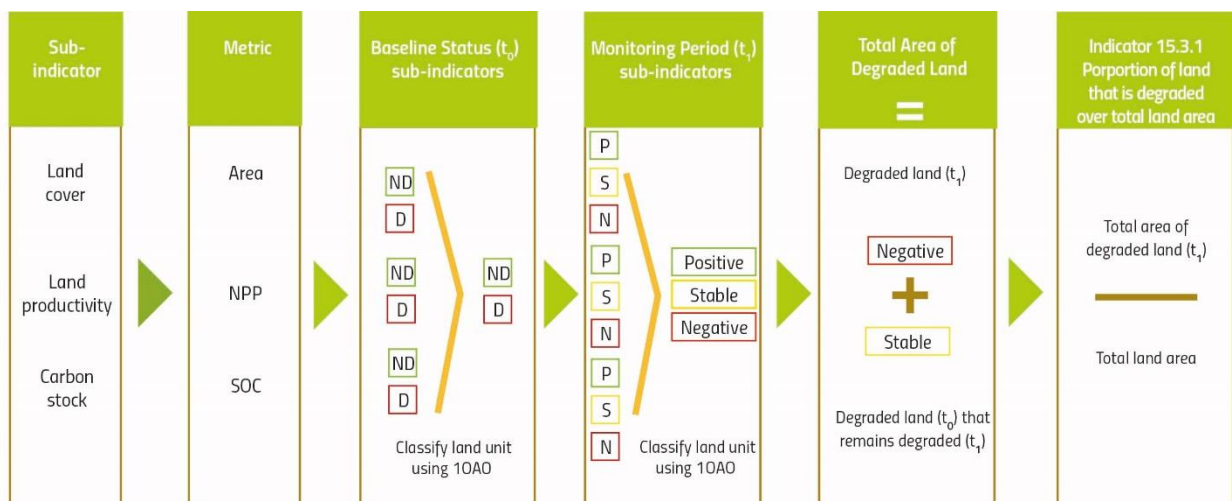 Sub-
indicator
Land
cover
Land
productivity
Carbon
stock
Metric
Area
NPP
SOC
Baseline Status (t0)
sub-indicators
ND
D
ND
D
ND
D
ND
D
Classify land unit
using 1OAO
Monitoring Period (t1)
sub-indicators
P
S
N
P
S
N
P
S
N
Positive
Stable
Negative
Classify land unit
using 1OAO
Total Area of
Degraded Land
=
Degraded land (t1)
Negative
+
Stable
Degraded land (t0) that
remains degraded (t1)
Indicator 15.3.1
Porportion of land
that is degraded
over total land area
Total area of
degraded land (t1)
Total land area